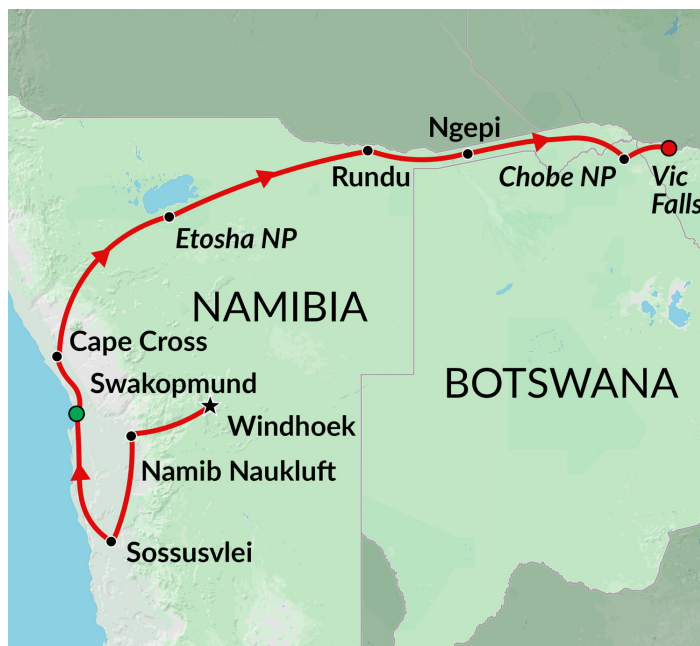 Ngepi
Rundu
Chobe NP
Vic
Falls
Etosha NP
NAMIBIA
Cape Cross
Swakopmund
BOTSWANA
Windhoek
Namib Naukluft
Sossusvlei